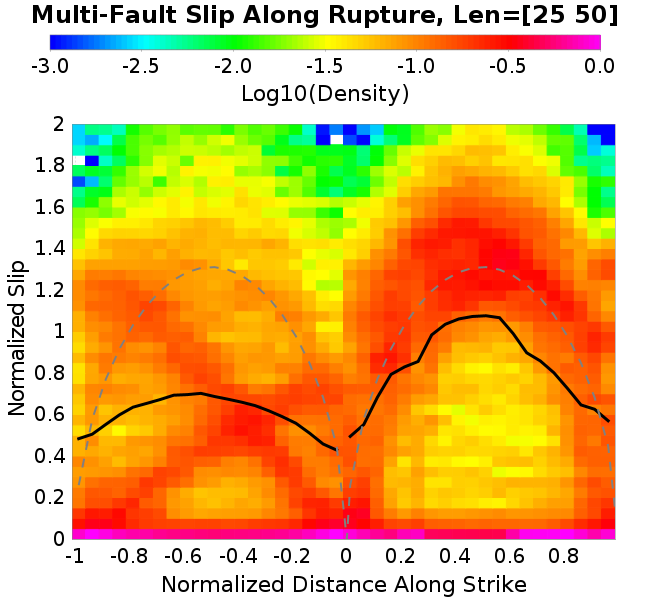 Multi-Fault Slip Along Rupture, Len=[25 50]
-3.0 -2.5 -2.0 -1.5 -1.0 -0.5 0.0
Log10(Density)
2
1.8
1.6
1.4
1.2
1
0.8
0.6
0.4
0.2
0
Normalized Slip
-1 -0.8 -0.6 -0.4 -0.2 0 0.2 0.4 0.6 0.8
Normalized Distance Along Strike